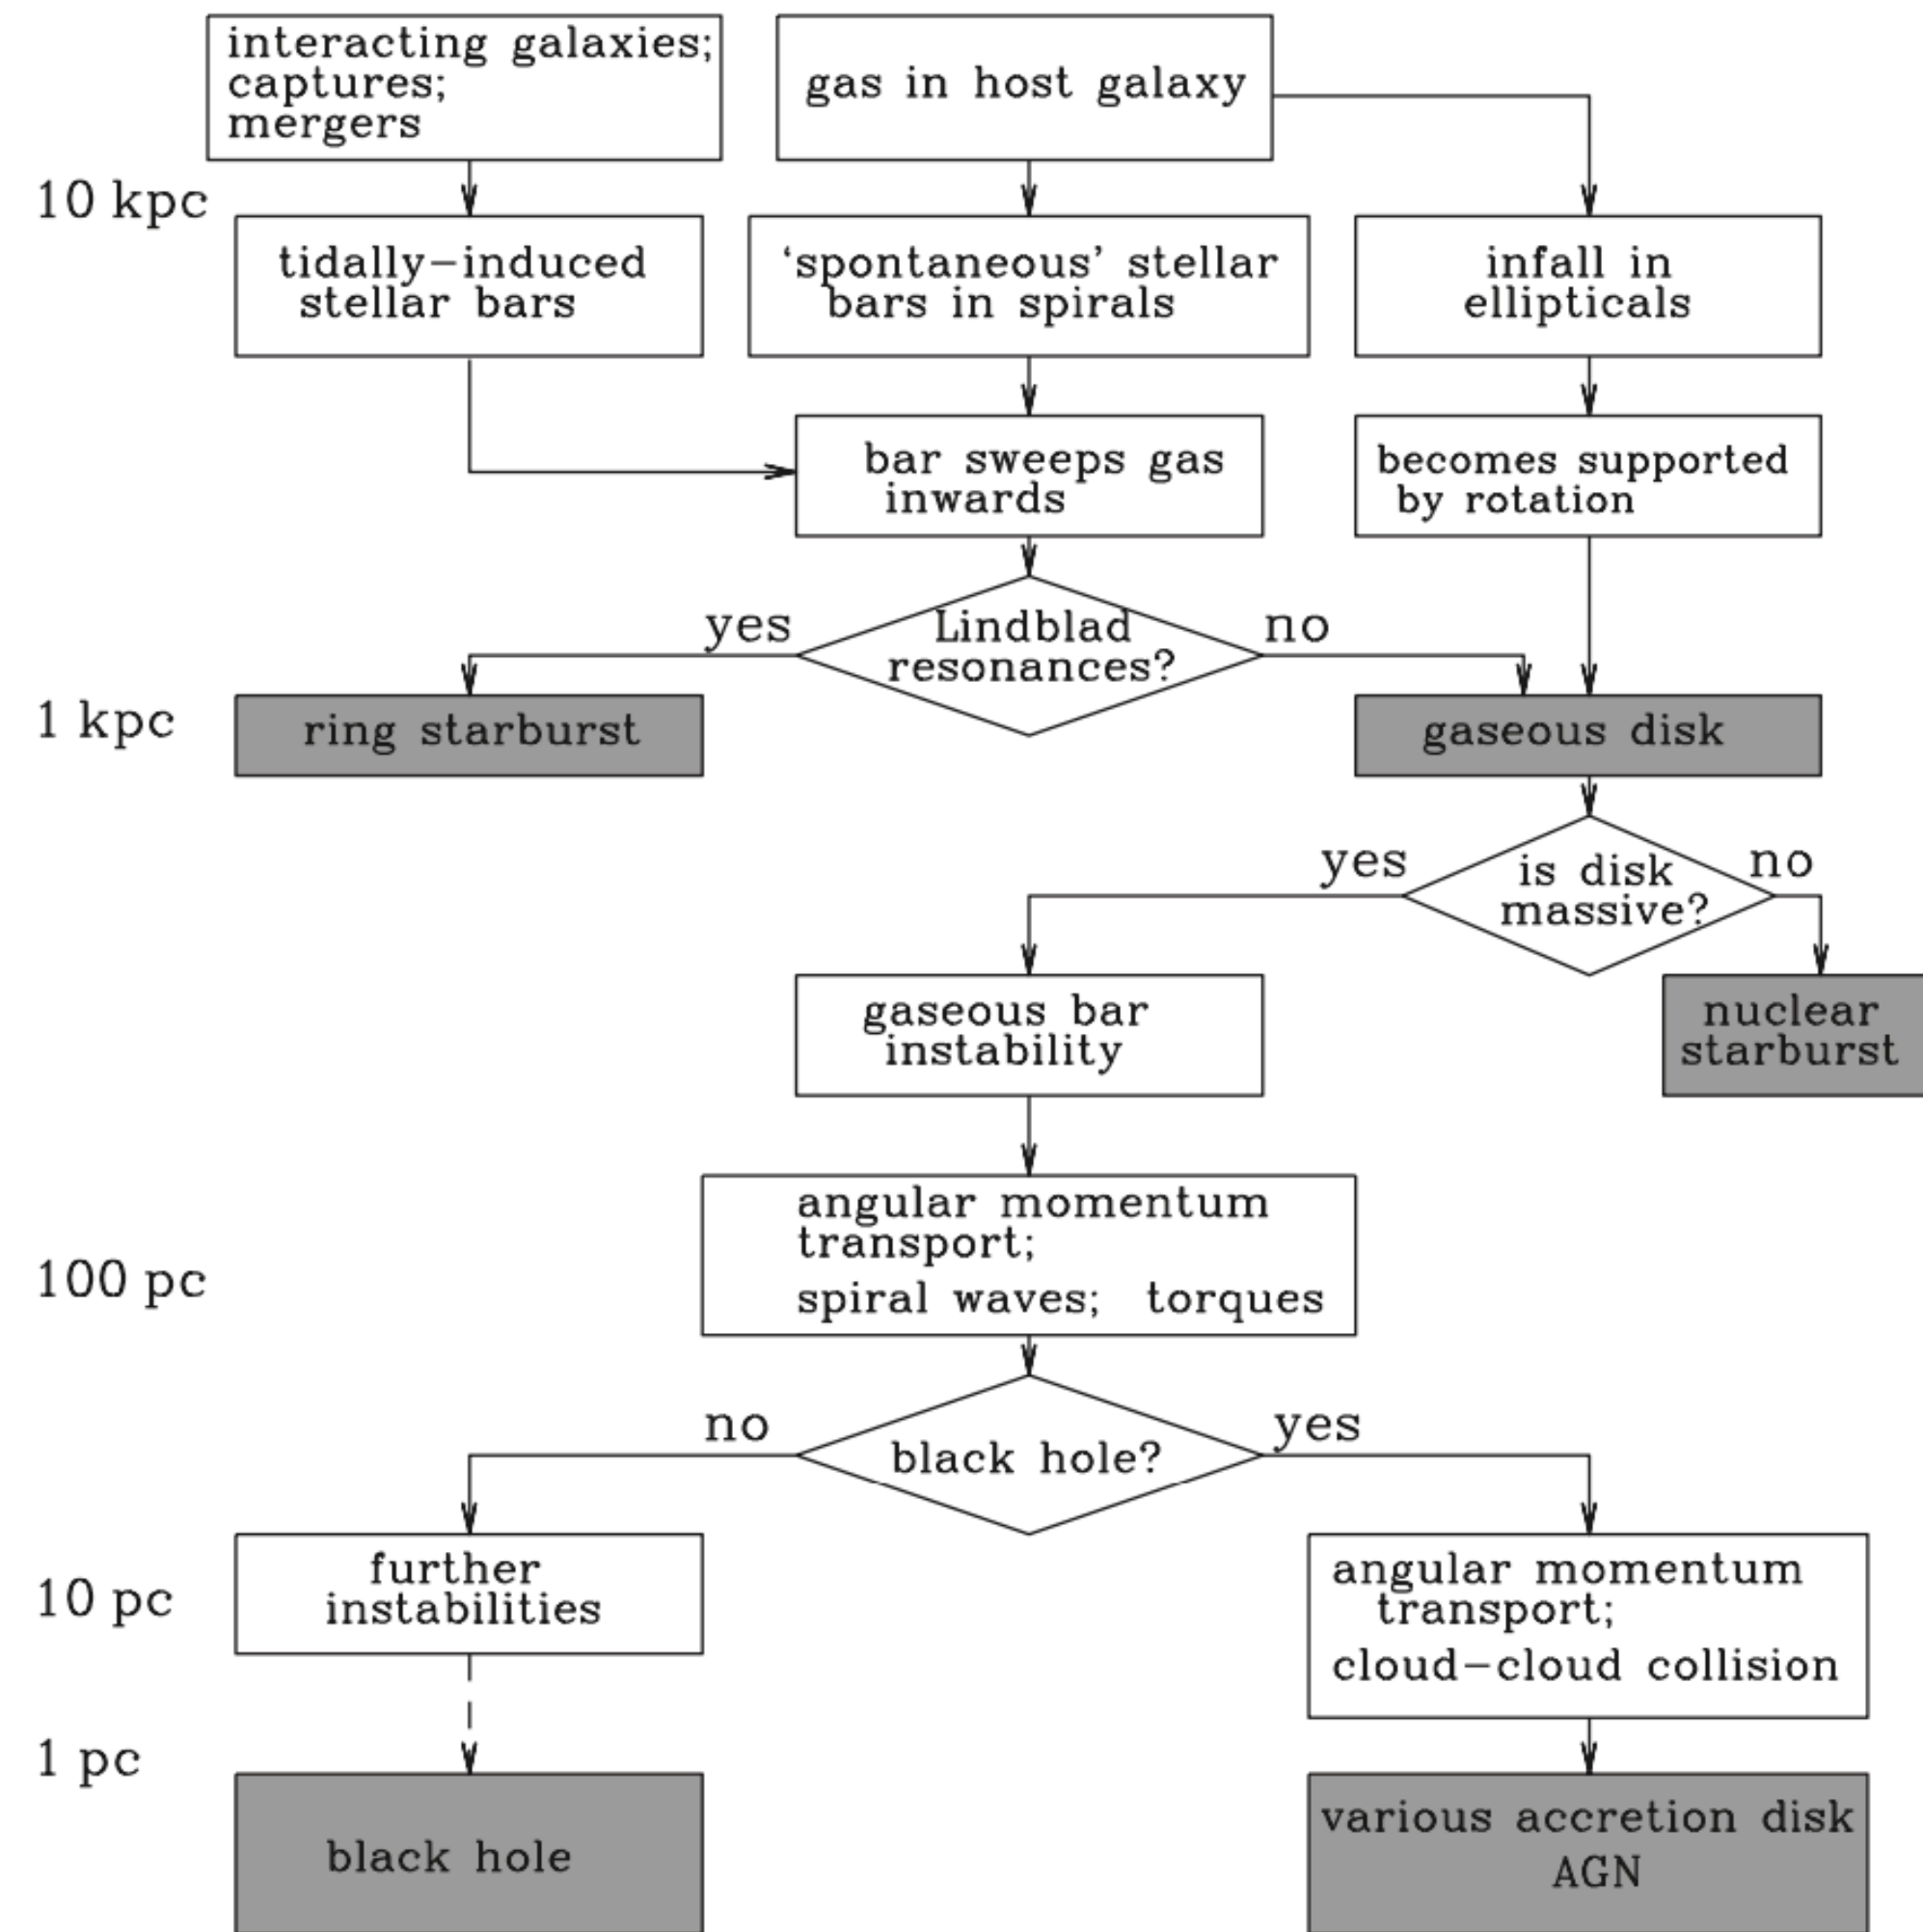 interacting galaxies;
captures;
mergers
gas in host galaxy
10 kpc
tidally-induced
stellar bars
‘spontaneous’ stellar
bars in spirals
infall in
ellipticals
bar sweeps gas
inwards
becomes supported
by rotation
yes
Lindblad
resonances?
no
1 kpc
ring starburst
gaseous disk
yes
is disk
massive?
no
gaseous bar
instability
nuclear
starburst
angular momentum
transport;
spiral waves; torques
100 pc
no
black hole?
yes
10 pc
further
instabilities
angular momentum
transport;
cloud-cloud collision
1 pc
black hole
various accretion disk
AGN